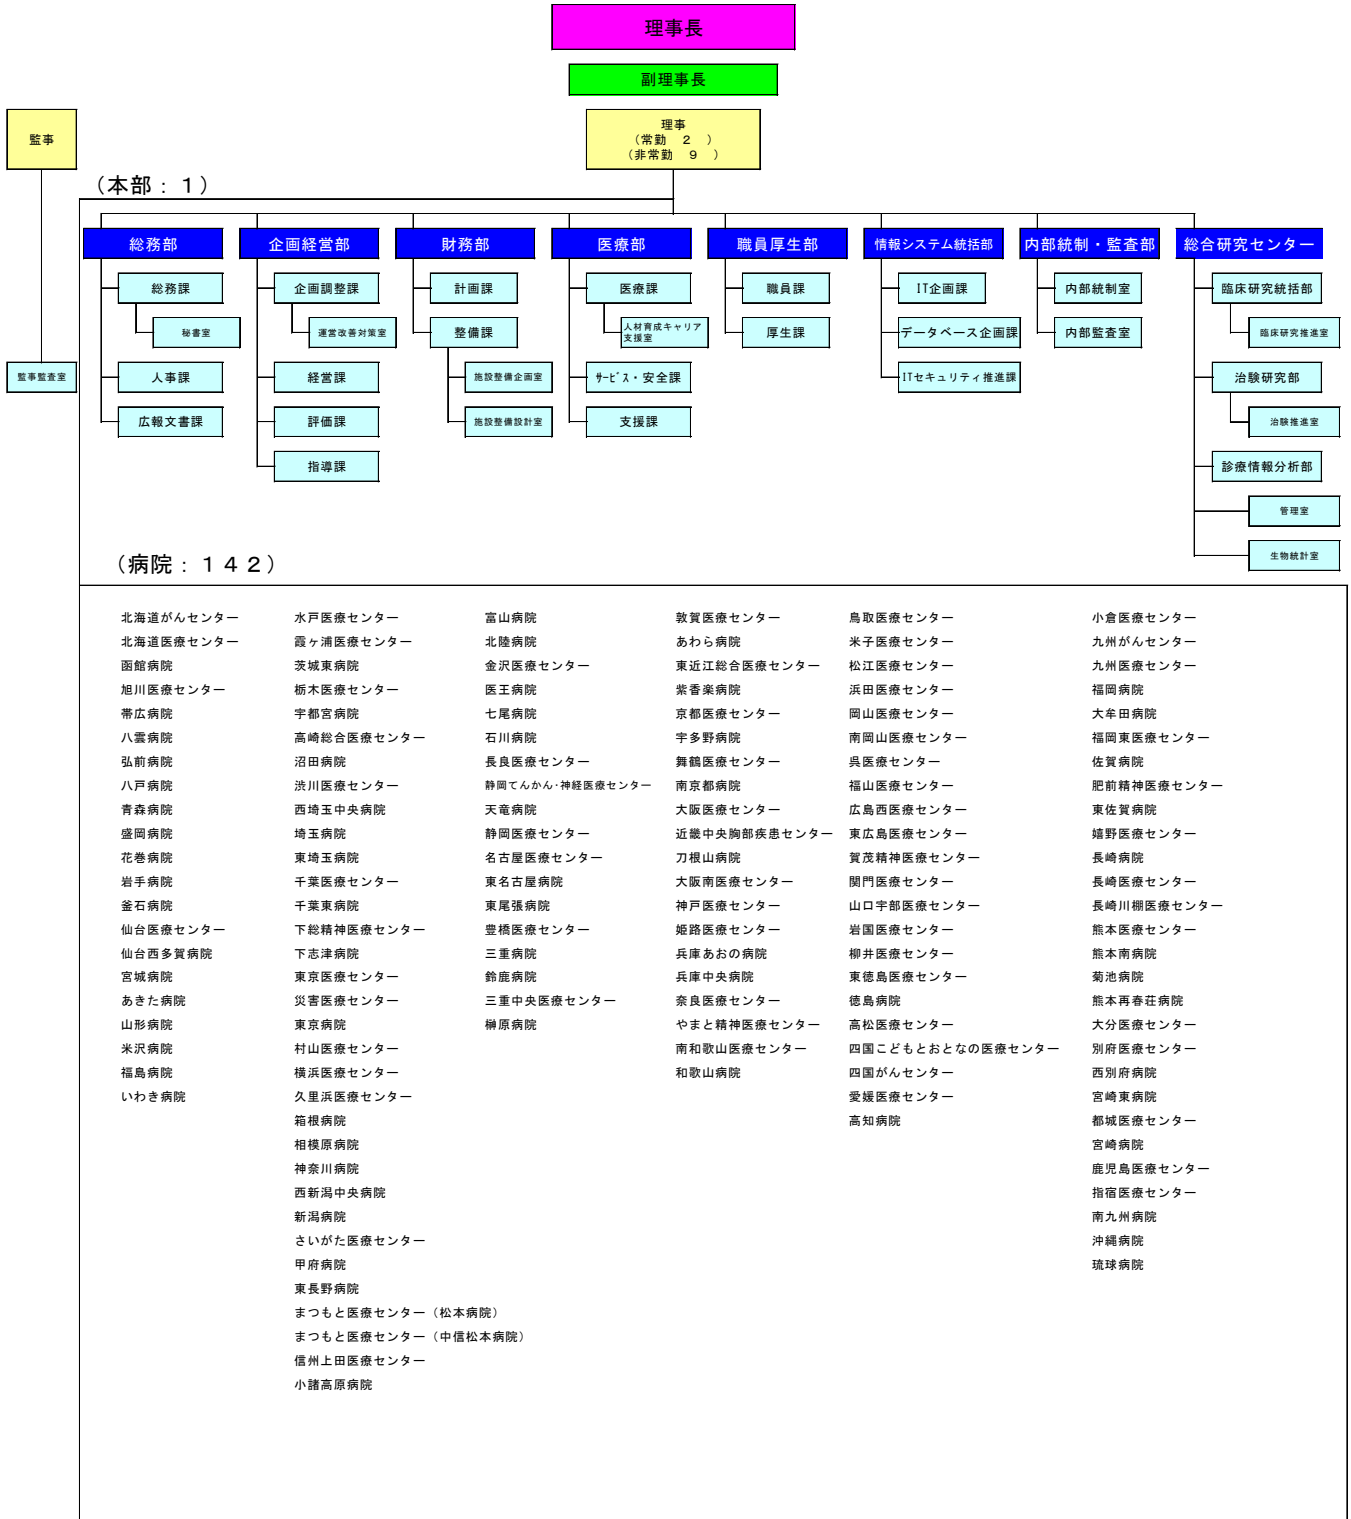 理事長
副理事長
監事
理事
（常勤　２　）
（非常勤　９　）
（本部：１）
総務部
企画経営部
財務部
医療部
職員厚生部
情報システム統括部
内部統制・監査部
総合研究センター
総務課
企画調整課
計画課
医療課
職員課
IT企画課
内部統制室
臨床研究統括部
秘書室
運営改善対策室
整備課
人材育成キャリア
支援室
厚生課
データベース企画課
内部監査室
臨床研究推進室
監事監査室
人事課
経営課
施設整備企画室
ｻｰﾋﾞｽ・安全課
ITセキュリティ推進課
治験研究部
広報文書課
評価課
施設整備設計室
支援課
治験推進室
指導課
診療情報分析部
管理室
生物統計室
（病院：１４２）
北海道がんセンター
北海道医療センター
函館病院
旭川医療センター
帯広病院
八雲病院
弘前病院
八戸病院
青森病院
盛岡病院
花巻病院
岩手病院
釜石病院
仙台医療センター
仙台西多賀病院
宮城病院
あきた病院
山形病院
米沢病院
福島病院
いわき病院
水戸医療センター
霞ヶ浦医療センター
茨城東病院
栃木医療センター
宇都宮病院
高崎総合医療センター
沼田病院
渋川医療センター
西埼玉中央病院
埼玉病院
東埼玉病院
千葉医療センター
千葉東病院
下総精神医療センター
下志津病院
東京医療センター
災害医療センター
東京病院
村山医療センター
横浜医療センター
久里浜医療センター
箱根病院
相模原病院
神奈川病院
西新潟中央病院
新潟病院
さいがた医療センター
甲府病院
東長野病院
まつもと医療センター（松本病院）
まつもと医療センター（中信松本病院）
信州上田医療センター
小諸高原病院
富山病院
北陸病院
金沢医療センター
医王病院
七尾病院
石川病院
長良医療センター
静岡てんかん・神経医療センター
天竜病院
静岡医療センター
名古屋医療センター
東名古屋病院
東尾張病院
豊橋医療センター
三重病院
鈴鹿病院
三重中央医療センター
榊原病院
敦賀医療センター
あわら病院
東近江総合医療センター
紫香楽病院
京都医療センター
宇多野病院
舞鶴医療センター
南京都病院
大阪医療センター
近畿中央胸部疾患センター
刀根山病院
大阪南医療センター
神戸医療センター
姫路医療センター
兵庫あおの病院
兵庫中央病院
奈良医療センター
やまと精神医療センター
南和歌山医療センター
和歌山病院
鳥取医療センター
米子医療センター
松江医療センター
浜田医療センター
岡山医療センター
南岡山医療センター
呉医療センター
福山医療センター
広島西医療センター
東広島医療センター
賀茂精神医療センター
関門医療センター
山口宇部医療センター
岩国医療センター
柳井医療センター
東徳島医療センター
徳島病院
高松医療センター
四国こどもとおとなの医療センター
四国がんセンター
愛媛医療センター
高知病院
小倉医療センター
九州がんセンター
九州医療センター
福岡病院
大牟田病院
福岡東医療センター
佐賀病院
肥前精神医療センター
東佐賀病院
嬉野医療センター
長崎病院
長崎医療センター
長崎川棚医療センター
熊本医療センター
熊本南病院
菊池病院
熊本再春荘病院
大分医療センター
別府医療センター
西別府病院
宮崎東病院
都城医療センター
宮崎病院
鹿児島医療センター
指宿医療センター
南九州病院
沖縄病院
琉球病院